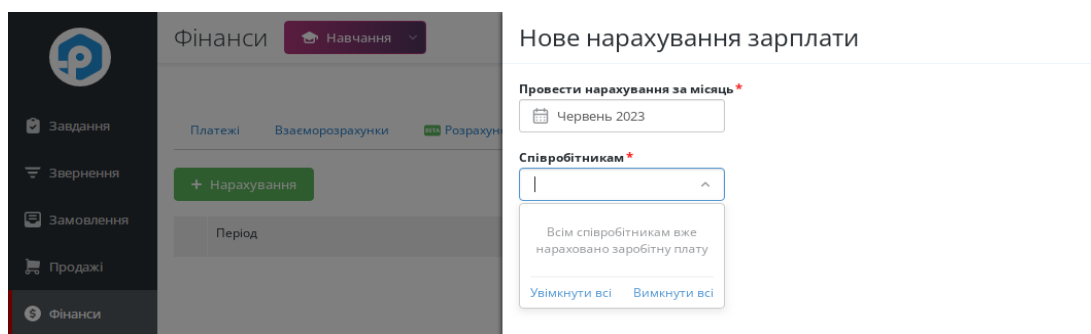 Фінанси
Навчання
Нове нарахування зарплати
Провести нарахування за місяць*
Червень 2023
Завдання
Платежі
Взаєморозрахунки
BETA
Співробітникам*
Звернення
+ Нарахування
Замовлення
Період
Всім співробітникам вже
нараховано заробітну плату
Продажі
Увімкнути всі
Вимкнути всі
Фінанси